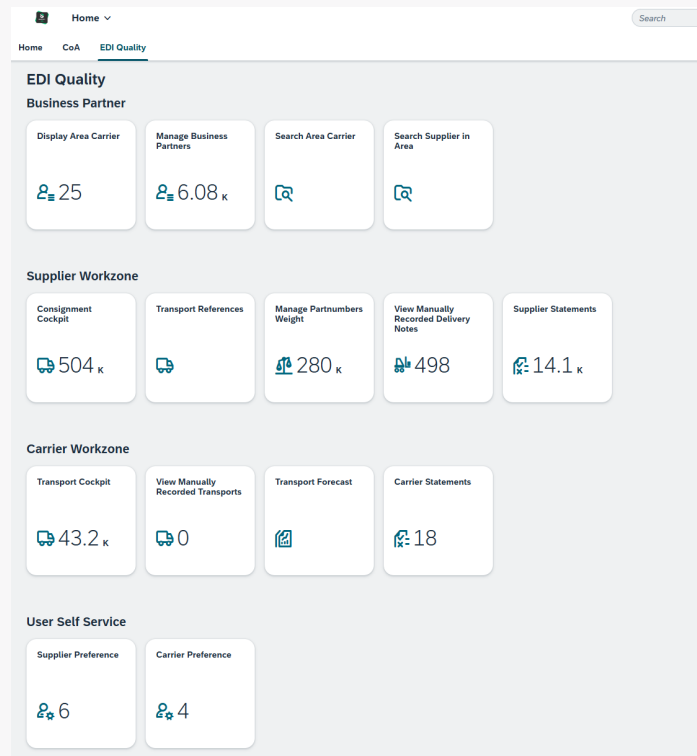 Home
Search
Home CoA EDI Quality
EDI Quality
Business Partner
Display Area Carrier
25
Manage Business
Partners
6.08 K
Search Area Carrier
Search Supplier in
Area
Supplier Workzone
Consignment
Cockpit
504 K
Transport References
Manage Partnumbers
Weight
280 K
View Manually
Recorded Delivery
Notes
498
Supplier Statements
14.1 K
Carrier Workzone
Transport Cockpit
43.2 K
View Manually
Recorded Transports
0
Transport Forecast
Carrier Statements
18
User Self Service
Supplier Preference
6
Carrier Preference
4